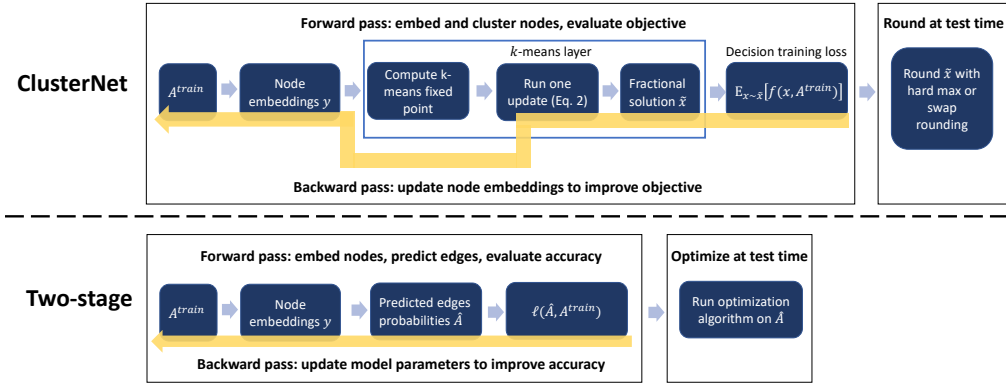 Forward pass: embed and cluster nodes, evaluate objective
Round at test time
ClusterNet
k-means layer
Decision training loss
A^{train}
Node
embeddings y
Compute k-
means fixed
point
Run one
update (Eq. 2)
Fractional
solution x̃
𝔼_{x~x̃}[f(x, A^{train})]
Round x̃ with
hard max or
swap
rounding
Backward pass: update node embeddings to improve objective
Forward pass: embed nodes, predict edges, evaluate accuracy
Optimize at test time
Two-stage
A^{train}
Node
embeddings y
Predicted edges
probabilities Â
ℓ(Â, A^{train})
Run optimization
algorithm on Â
Backward pass: update model parameters to improve accuracy